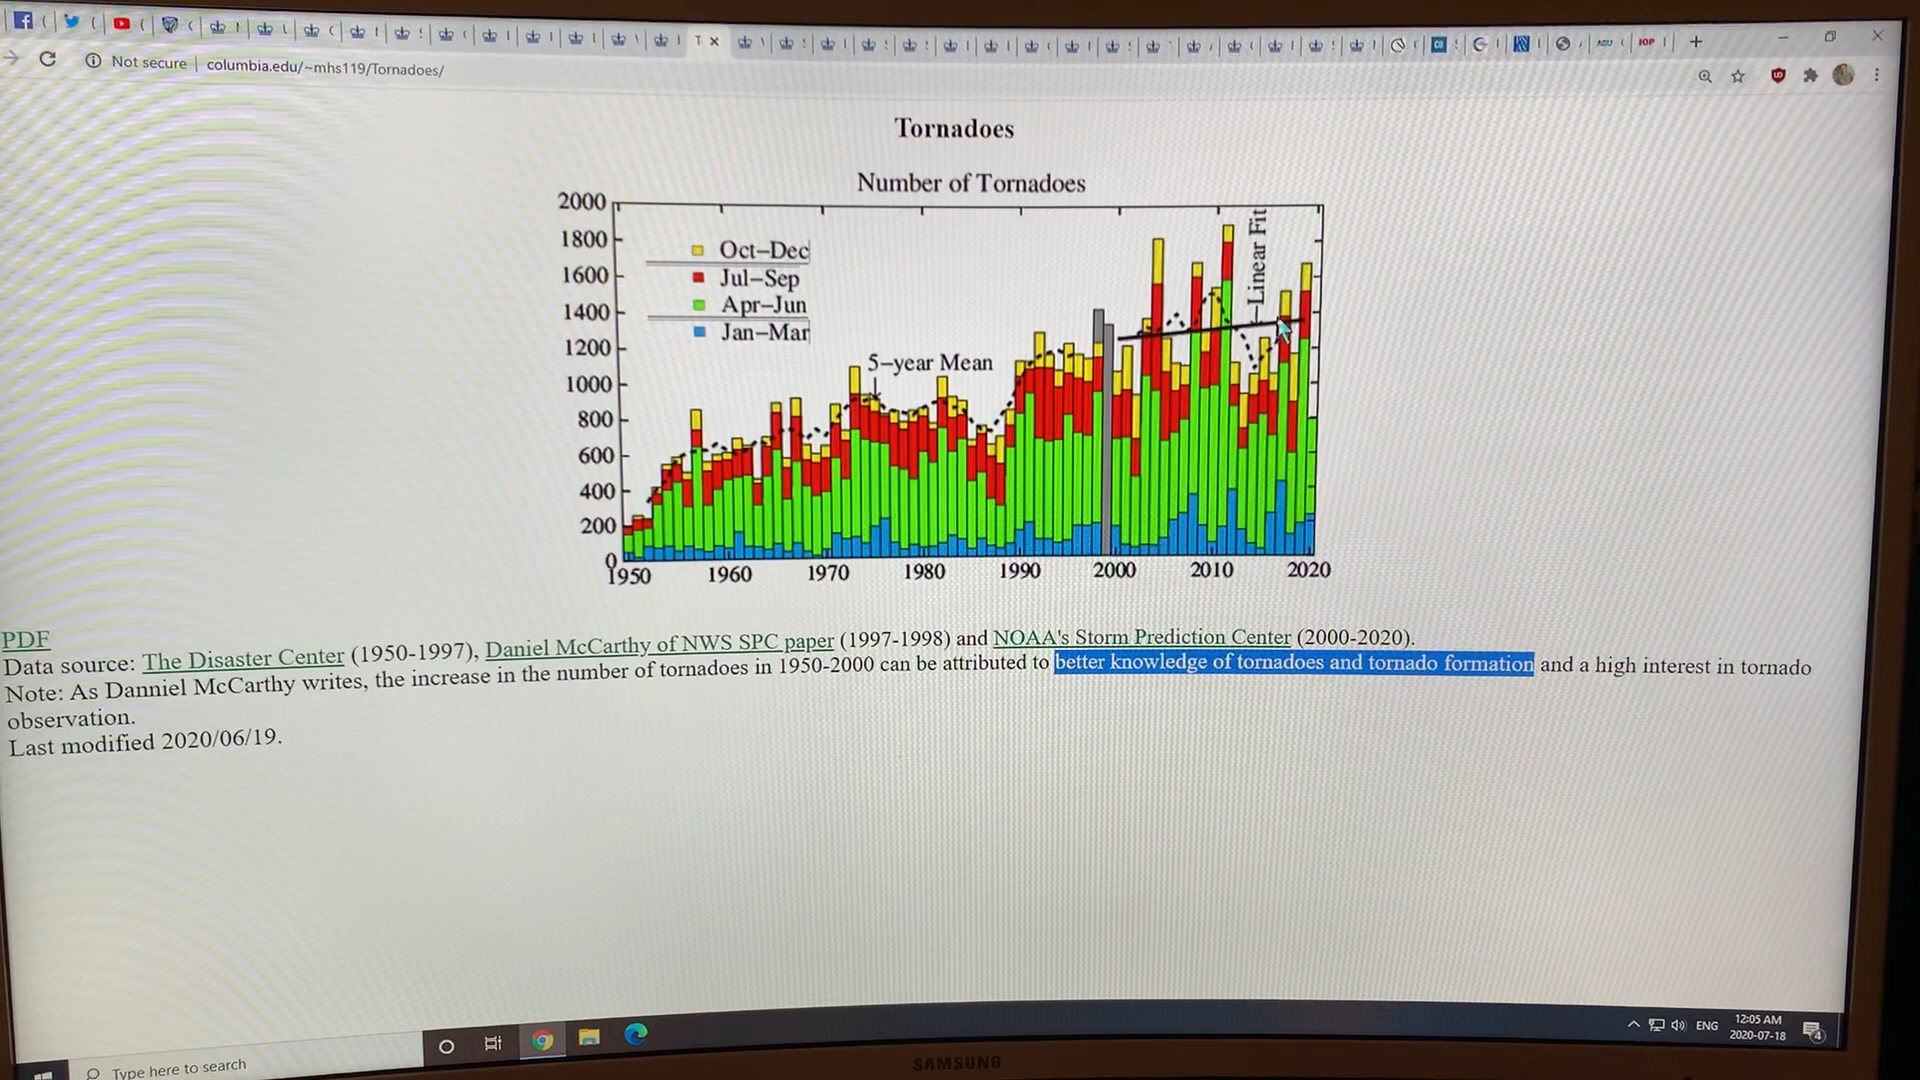 Not secure | columbia.edu/~mhs119/Tornadoes/
Tornadoes
Number of Tornadoes
2000
1800
1600
1400
1200
1000
800
600
400
200
0
Oct–Dec
Jul–Sep
Apr–Jun
Jan–Mar
5–year Mean
←Linear Fit
1950 1960 1970 1980 1990 2000 2010 2020
PDF
Data source: The Disaster Center (1950-1997), Daniel McCarthy of NWS SPC paper (1997-1998) and NOAA's Storm Prediction Center (2000-2020).
Note: As Danniel McCarthy writes, the increase in the number of tornadoes in 1950-2000 can be attributed to better knowledge of tornadoes and tornado formation and a high interest in tornado
observation.
Last modified 2020/06/19.
Type here to search
ENG
12:05 AM
2020-07-18
4
SAMSUNG